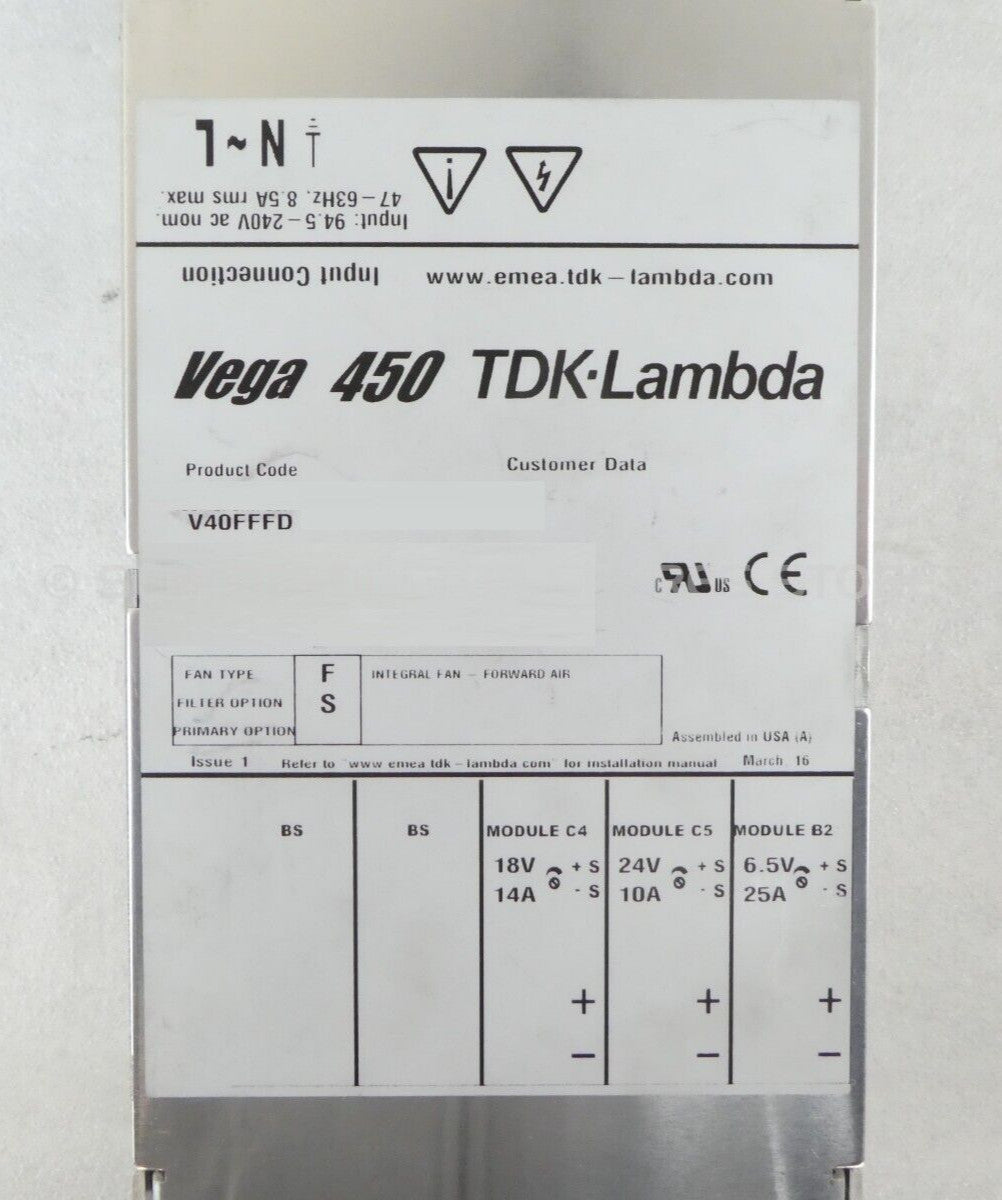 L ~ N
Input: 94.5-240V ac nom.
47-63Hz. 8.5A rms max.
Input Connection
www.emea.tdk-lambda.com
Vega 450 TDK·Lambda
Product Code
Customer Data
V40FFFD
c RU US CE
FAN TYPE F INTEGRAL FAN - FORWARD AIR
FILTER OPTION S
PRIMARY OPTION
Assembled in USA (A)
Issue 1 Refer to "www emea tdk-lambda com" for installation manual March 16
BS BS MODULE C4 MODULE C5 MODULE B2
18V + S 24V + S 6.5V + S
14A - S 10A - S 25A - S
+ + +
- - -